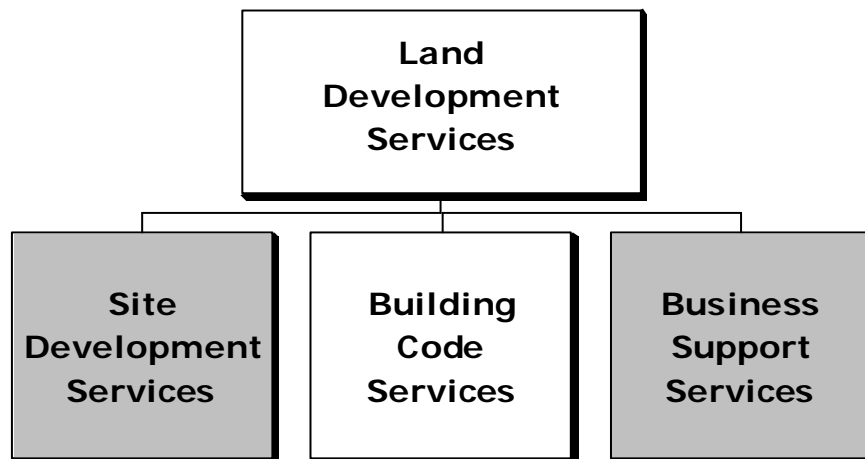 Land
Development
Services
Site
Development
Services
Building
Code
Services
Business
Support
Services